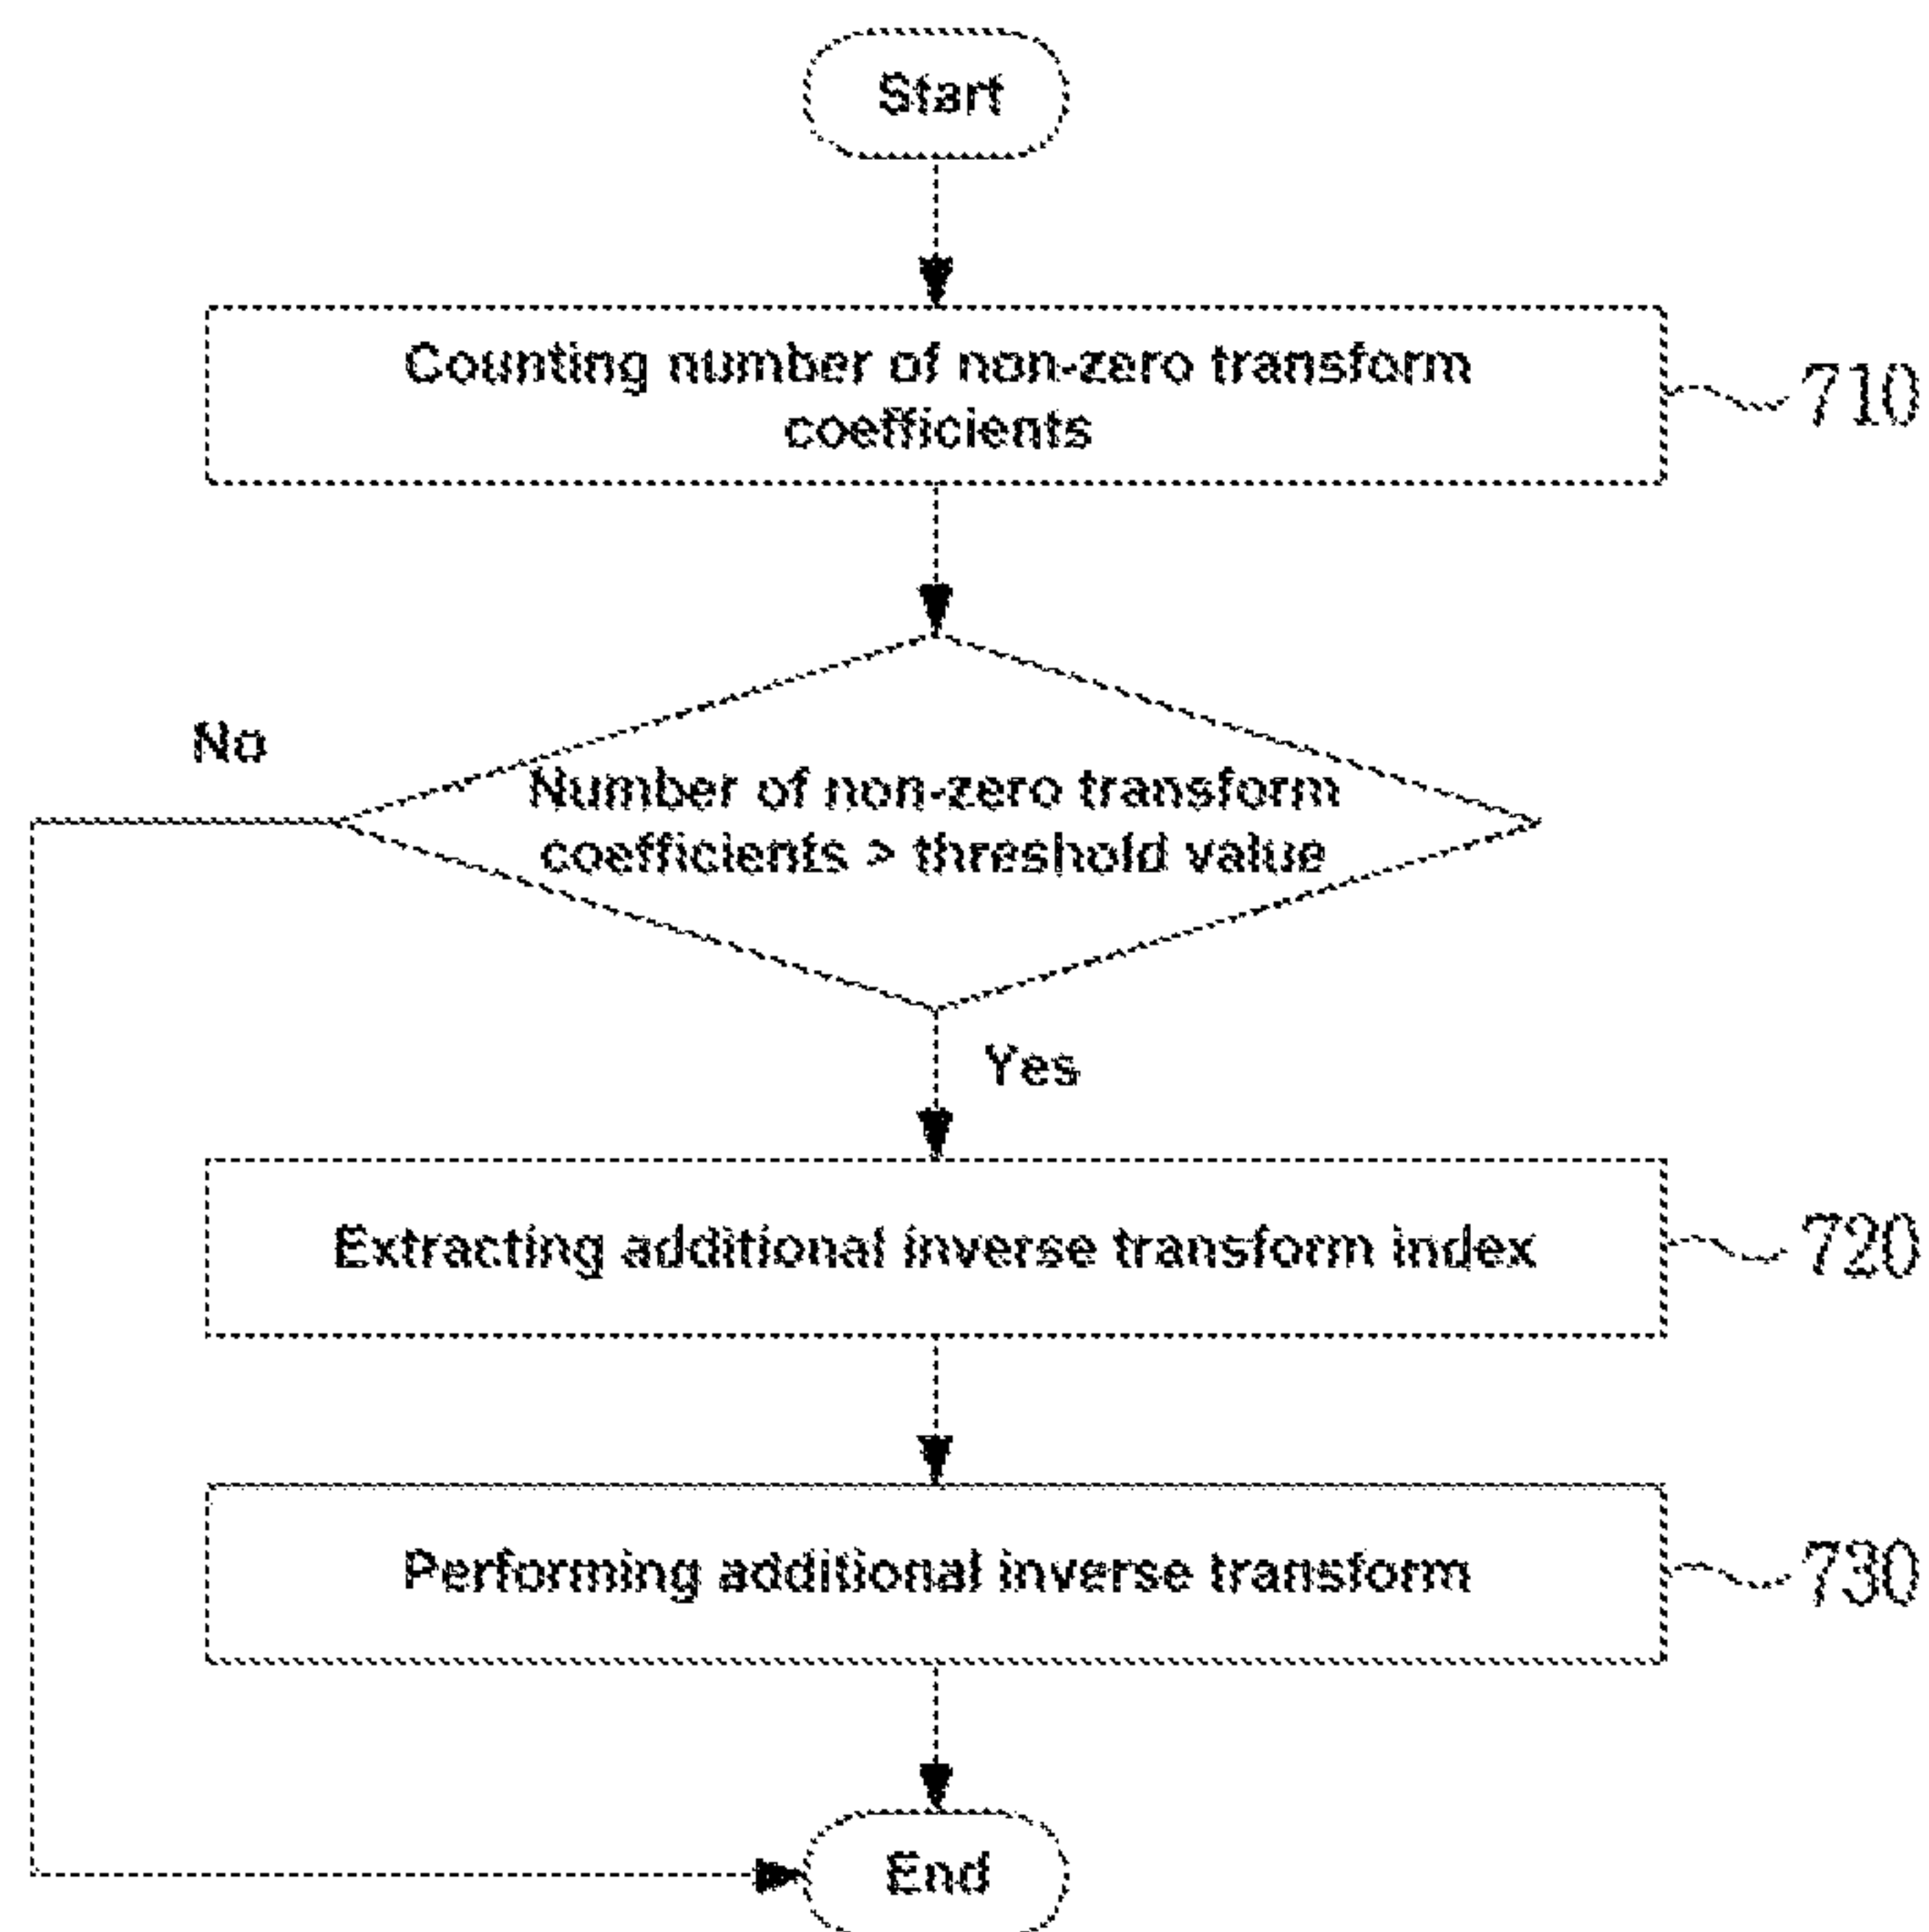 Start
Counting number of non-zero transform
coefficients
710
No
Number of non-zero transform
coefficients > threshold value
Yes
Extracting additional inverse transform index
720
Performing additional inverse transform
730
End